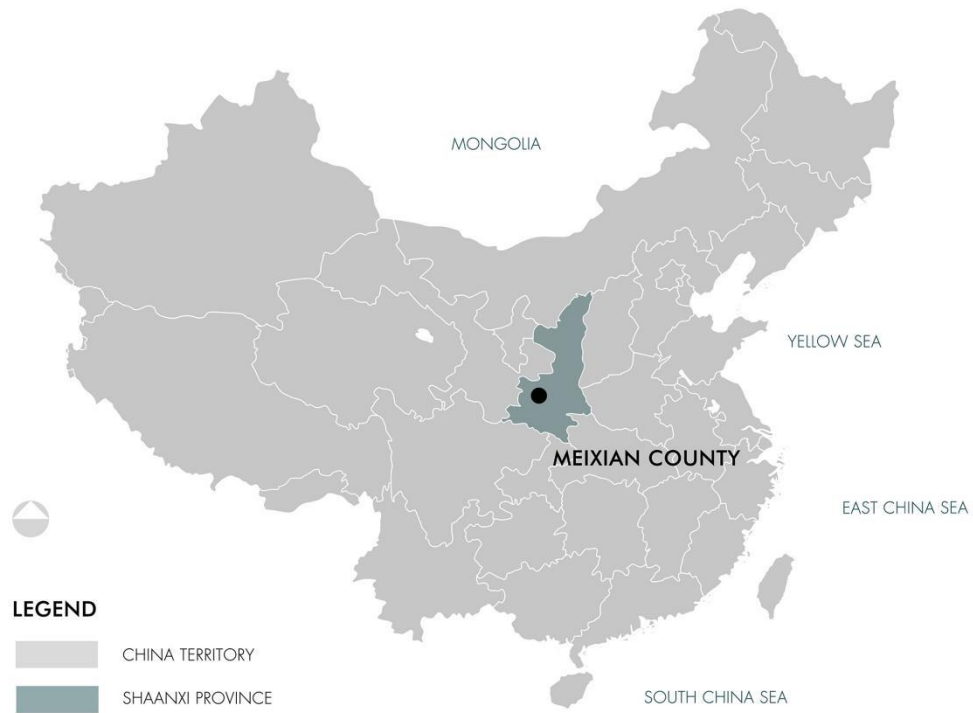 MONGOLIA
YELLOW SEA
MEIXIAN COUNTY
EAST CHINA SEA
LEGEND
CHINA TERRITORY
SHAANXI PROVINCE
SOUTH CHINA SEA